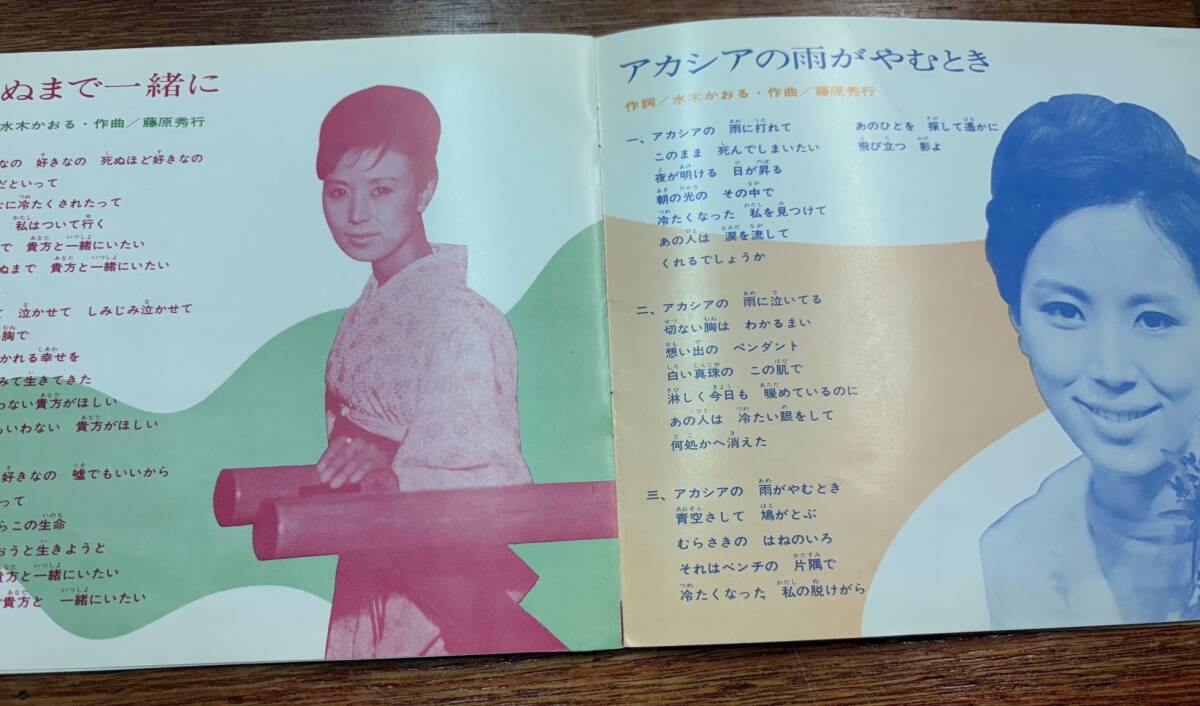 ぬまで一緒に
水木かおる・作曲／藤原秀行
なの 好きなの 死ぬほど好きなの
だといって
なに冷たくされたって
私はついて行く
で 貴方と一緒にいたい
ぬまで 貴方と一緒にいたい
て 泣かせて しみじみ泣かせて
胸で
かれる幸せを
みて生きてきた
わない貴方がほしい
もいわない 貴方がほしい
好きなの 嘘でもいいから
って
らこの生命
おうと生きようと
貴方と一緒にいたい
貴方と 一緒にいたい
アカシアの雨がやむとき
作詞／水木かおる・作曲／藤原秀行
一、アカシアの 雨に打れて
このまま 死んでしまいたい
夜が明ける 日が昇る
朝の光の その中で
冷たくなった 私を見つけて
あの人は 涙を流して
くれるでしょうか
二、アカシアの 雨に泣いてる
切ない胸は わかるまい
想い出の ペンダント
白い真珠の この肌で
淋しく今日も 暖めているのに
あの人は 冷たい眼をして
何処かへ消えた
三、アカシアの 雨がやむとき
青空さして 鳩がとぶ
むらさきの はねのいろ
それはベンチの 片隅で
冷たくなった 私の脱けがら
あのひとを 探して遙かに
飛び立つ 影よ